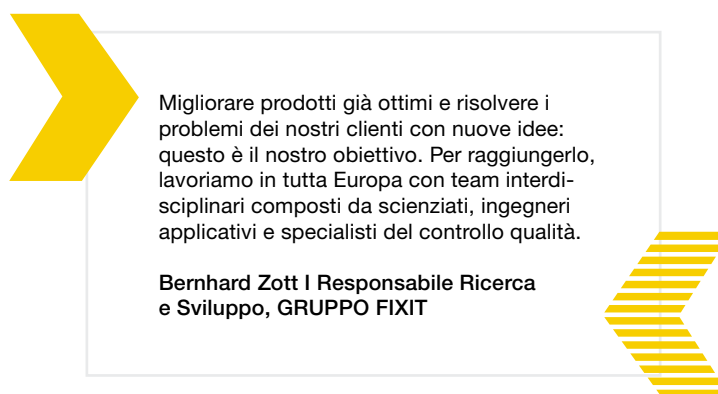 Migliorare prodotti già ottimi e risolvere i
problemi dei nostri clienti con nuove idee:
questo è il nostro obiettivo. Per raggiungerlo,
lavoriamo in tutta Europa con team interdi-
sciplinari composti da scienziati, ingegneri
applicativi e specialisti del controllo qualità.
Bernhard Zott I Responsabile Ricerca
e Sviluppo, GRUPPO FIXIT